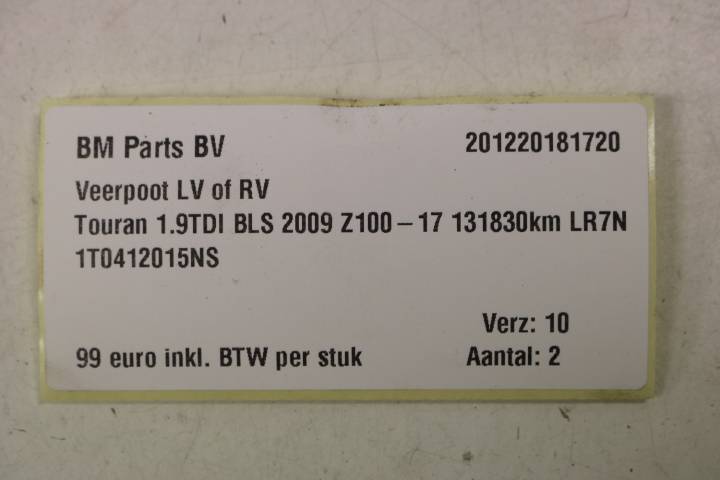 BM Parts BV 201220181720
Veerpoot LV of RV
Touran 1.9TDI BLS 2009 Z100-17 131830km LR7N
1T0412015NS
Verz: 10
99 euro inkl. BTW per stuk Aantal: 2